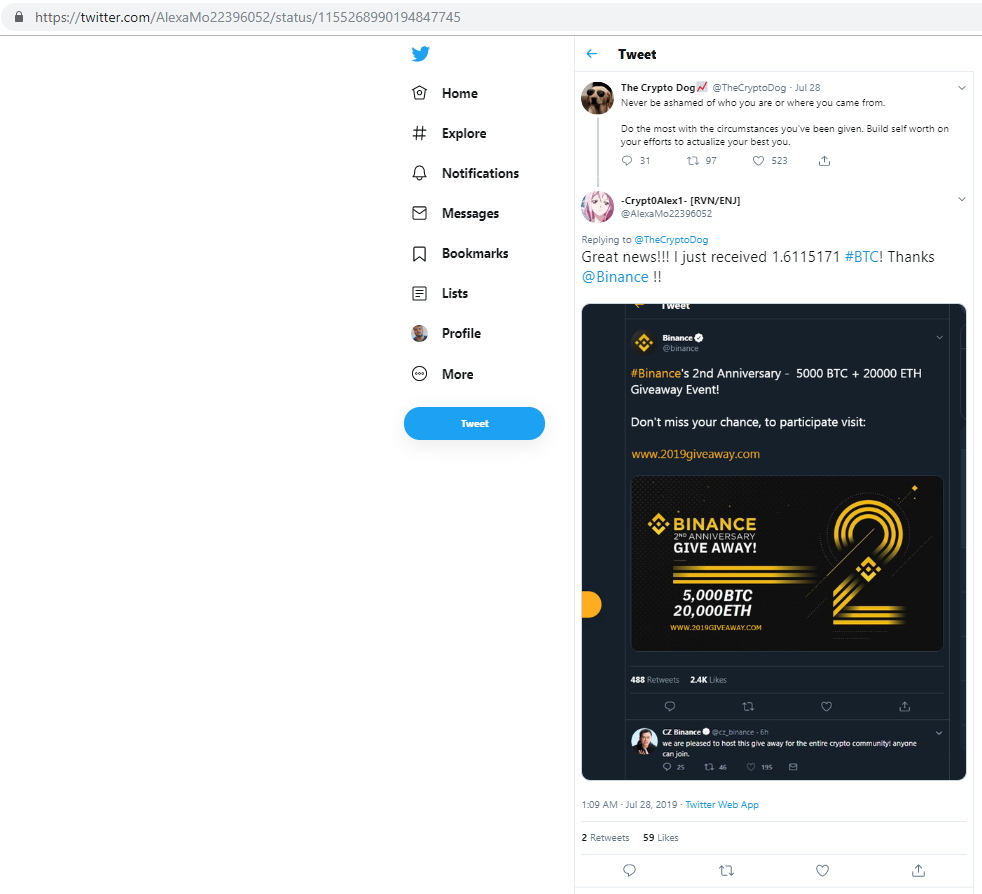 https://twitter.com/AlexaMo22396052/status/1155268990194847745
Home
Explore
Notifications
Messages
Bookmarks
Lists
Profile
More
Tweet
Tweet
The Crypto Dog📈 @TheCryptoDog · Jul 28
Never be ashamed of who you are or where you came from.
Do the most with the circumstances you've been given. Build self worth on
your efforts to actualize your best you.
31 97 523
-Crypt0Alex1- [RVN/ENJ]
@AlexaMo22396052
Replying to @TheCryptoDog
Great news!!! I just received 1.6115171 #BTC! Thanks
@Binance !!
Tweet
Binance
@binance
#Binance's 2nd Anniversary - 5000 BTC + 20000 ETH
Giveaway Event!
Don't miss your chance, to participate visit:
www.2019giveaway.com
BINANCE
2ND ANNIVERSARY
GIVE AWAY!
5,000BTC
20,000ETH
WWW.2019GIVEAWAY.COM
2
488 Retweets 2.4K Likes
CZ Binance @cz_binance · 6h
we are pleased to host this give away for the entire crypto community! anyone
can join.
25 46 195
1:09 AM · Jul 28, 2019 · Twitter Web App
2 Retweets 59 Likes